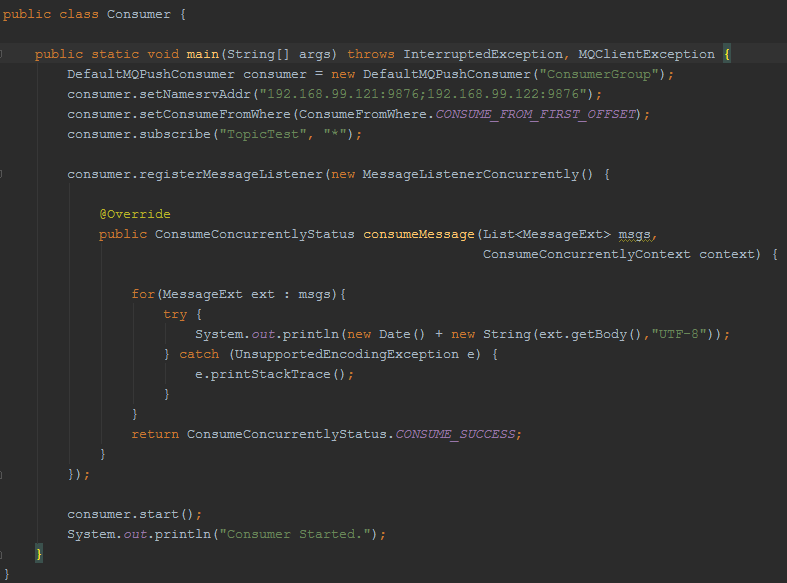 public class Consumer {
public static void main(String[] args) throws InterruptedException, MQClientException {
DefaultMQPushConsumer consumer = new DefaultMQPushConsumer("ConsumerGroup");
consumer.setNamesrvAddr("192.168.99.121:9876;192.168.99.122:9876");
consumer.setConsumeFromWhere(ConsumeFromWhere.CONSUME_FROM_FIRST_OFFSET);
consumer.subscribe("TopicTest", "*");
consumer.registerMessageListener(new MessageListenerConcurrently() {
@Override
public ConsumeConcurrentlyStatus consumeMessage(List<MessageExt> msgs,
ConsumeConcurrentlyContext context) {
for(MessageExt ext : msgs){
try {
System.out.println(new Date() + new String(ext.getBody(),"UTF-8"));
} catch (UnsupportedEncodingException e) {
e.printStackTrace();
}
}
return ConsumeConcurrentlyStatus.CONSUME_SUCCESS;
}
});
consumer.start();
System.out.println("Consumer Started.");
}
}